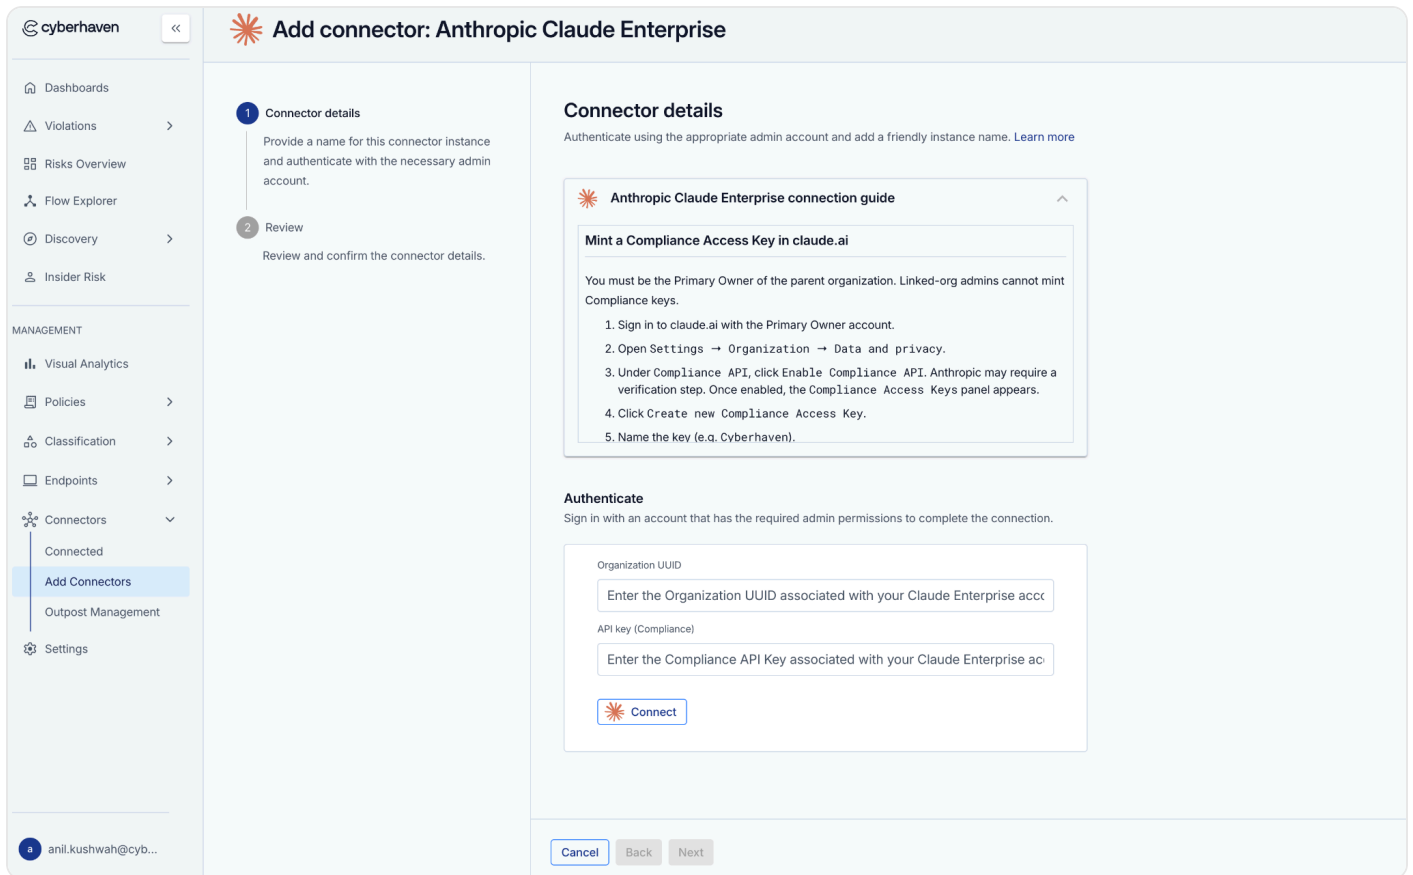 cyberhaven
Add connector: Anthropic Claude Enterprise
Dashboards
Violations
Risks Overview
Flow Explorer
Discovery
Insider Risk
MANAGEMENT
Visual Analytics
Policies
Classification
Endpoints
Connectors
Connected
Add Connectors
Outpost Management
Settings
a
anil.kushwah@cyb...
1 Connector details
Provide a name for this connector instance
and authenticate with the necessary admin
account.
2 Review
Review and confirm the connector details.
Connector details
Authenticate using the appropriate admin account and add a friendly instance name. Learn more
Anthropic Claude Enterprise connection guide
Mint a Compliance Access Key in claude.ai
You must be the Primary Owner of the parent organization. Linked-org admins cannot mint
Compliance keys.
1. Sign in to claude.ai with the Primary Owner account.
2. Open Settings → Organization → Data and privacy.
3. Under Compliance API, click Enable Compliance API. Anthropic may require a
verification step. Once enabled, the Compliance Access Keys panel appears.
4. Click Create new Compliance Access Key.
5. Name the key (e.g. Cyberhaven).
Authenticate
Sign in with an account that has the required admin permissions to complete the connection.
Organization UUID
Enter the Organization UUID associated with your Claude Enterprise acc
API key (Compliance)
Enter the Compliance API Key associated with your Claude Enterprise ac
Connect
Cancel
Back
Next